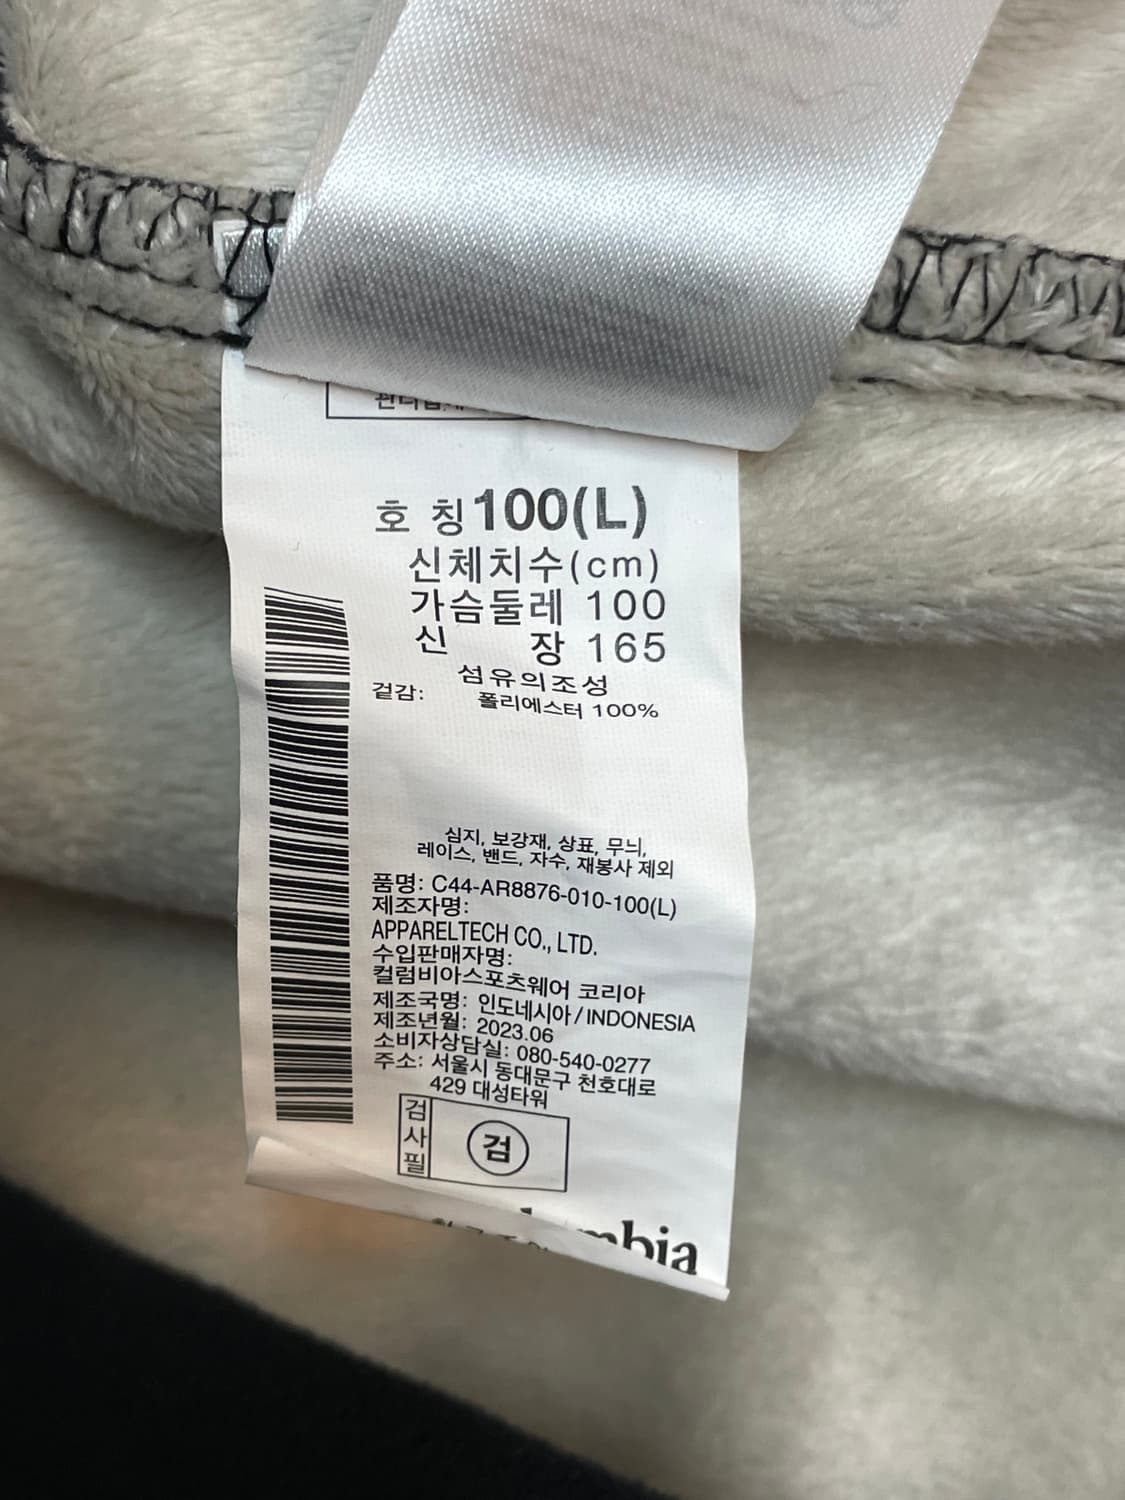 호 칭 100(L)
신체치수(cm)
가슴둘레 100
신 장 165
섬유의조성
겉감: 폴리에스터 100%
심지, 보강재, 상표, 무늬,
레이스, 밴드, 자수, 재봉사 제외
품명: C44-AR8876-010-100(L)
제조자명:
APPARELTECH CO., LTD.
수입판매자명:
컬럼비아스포츠웨어 코리아
제조국명: 인도네시아/INDONESIA
제조년월: 2023.06
소비자상담실: 080-540-0277
주소: 서울시 동대문구 천호대로
429 대성타워
검사필
검